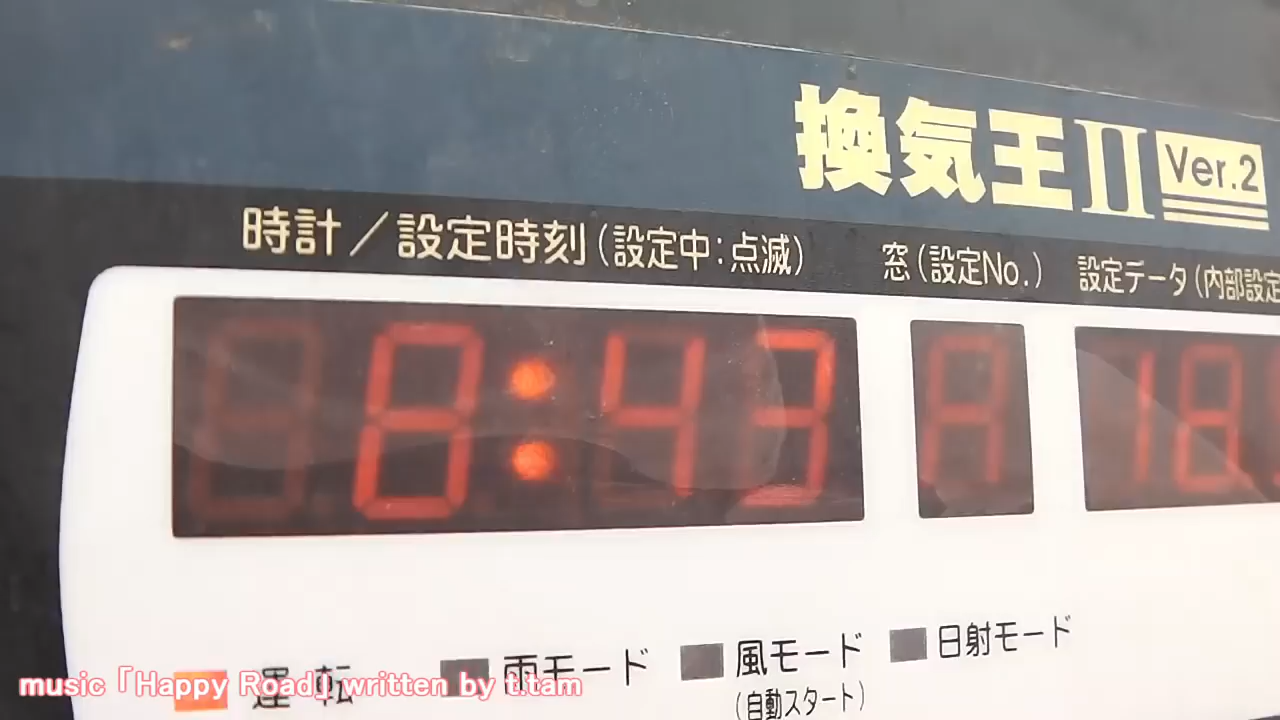 換気王Ⅱ Ver.2
時計／設定時刻(設定中:点滅) 窓(設定No.) 設定データ(内部設定
8:43 A 18
運転 雨モード 風モード 日射モード
(自動スタート)
music「Happy Road」written by t.tam